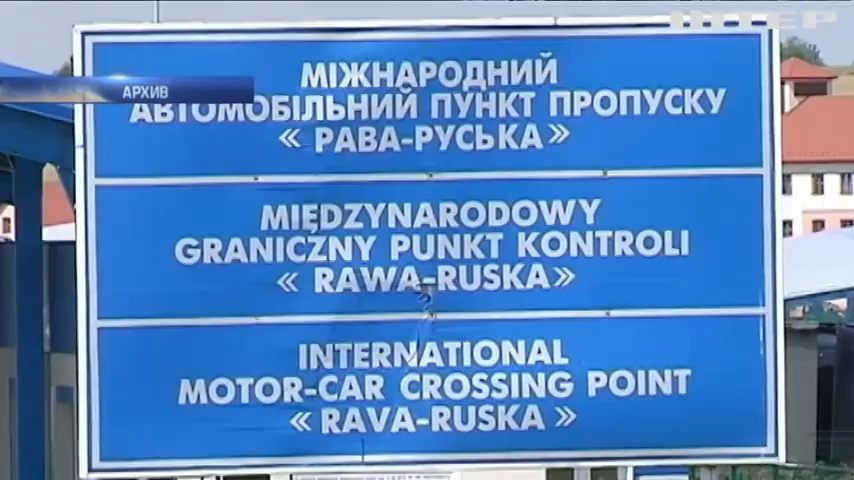 ІНТЕР
АРХИВ
МІЖНАРОДНИЙ
АВТОМОБІЛЬНИЙ ПУНКТ ПРОПУСКУ
« РАВА-РУСЬКА»
MIĘDZYNARODOWY
GRANICZNY PUNKT KONTROLI
« RAWA-RUSKA»
INTERNATIONAL
MOTOR-CAR CROSSING POINT
« RAVA-RUSKA »